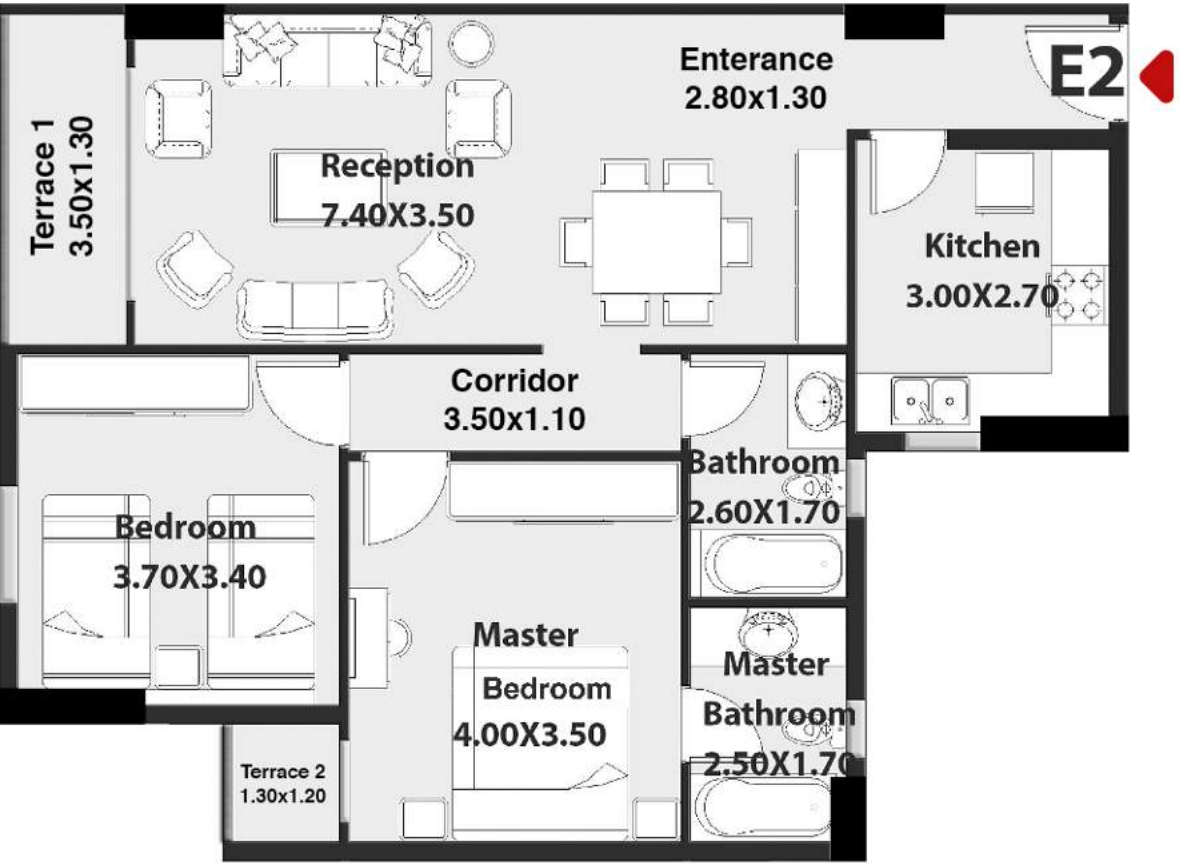 Enterance
2.80x1.30
E2
Terrace 1
3.50x1.30
Reception
7.40X3.50
Kitchen
3.00X2.70
Corridor
3.50x1.10
Bathroom
2.60X1.70
Bedroom
3.70X3.40
Master
Bedroom
4.00X3.50
Master
Bathroom
2.50X1.70
Terrace 2
1.30x1.20